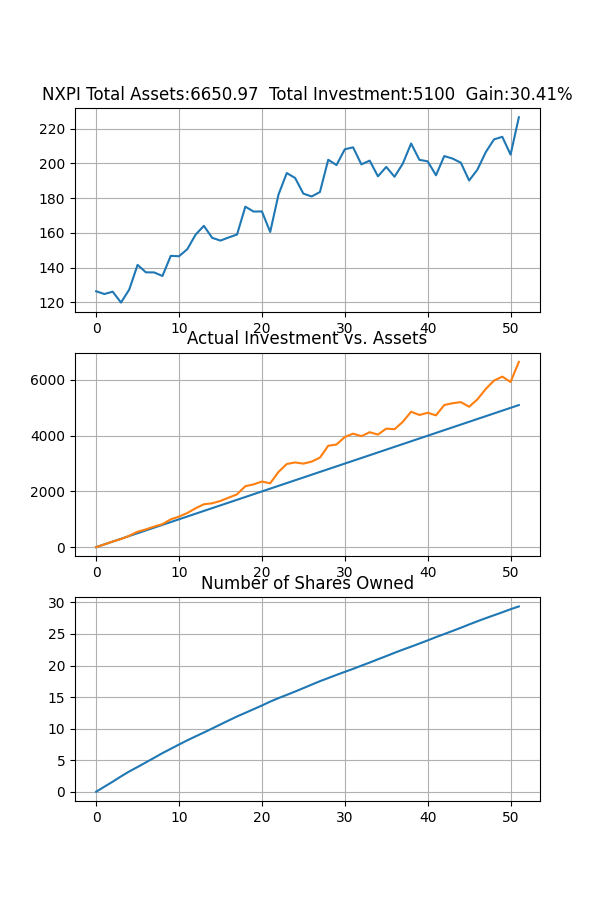 NXPI Total Assets:6650.97  Total Investment:5100  Gain:30.41%
220
200
180
160
140
120
0 10 20 30 40 50
Actual Investment vs. Assets
6000
4000
2000
0
0 10 20 30 40 50
Number of Shares Owned
30
25
20
15
10
5
0
0 10 20 30 40 50